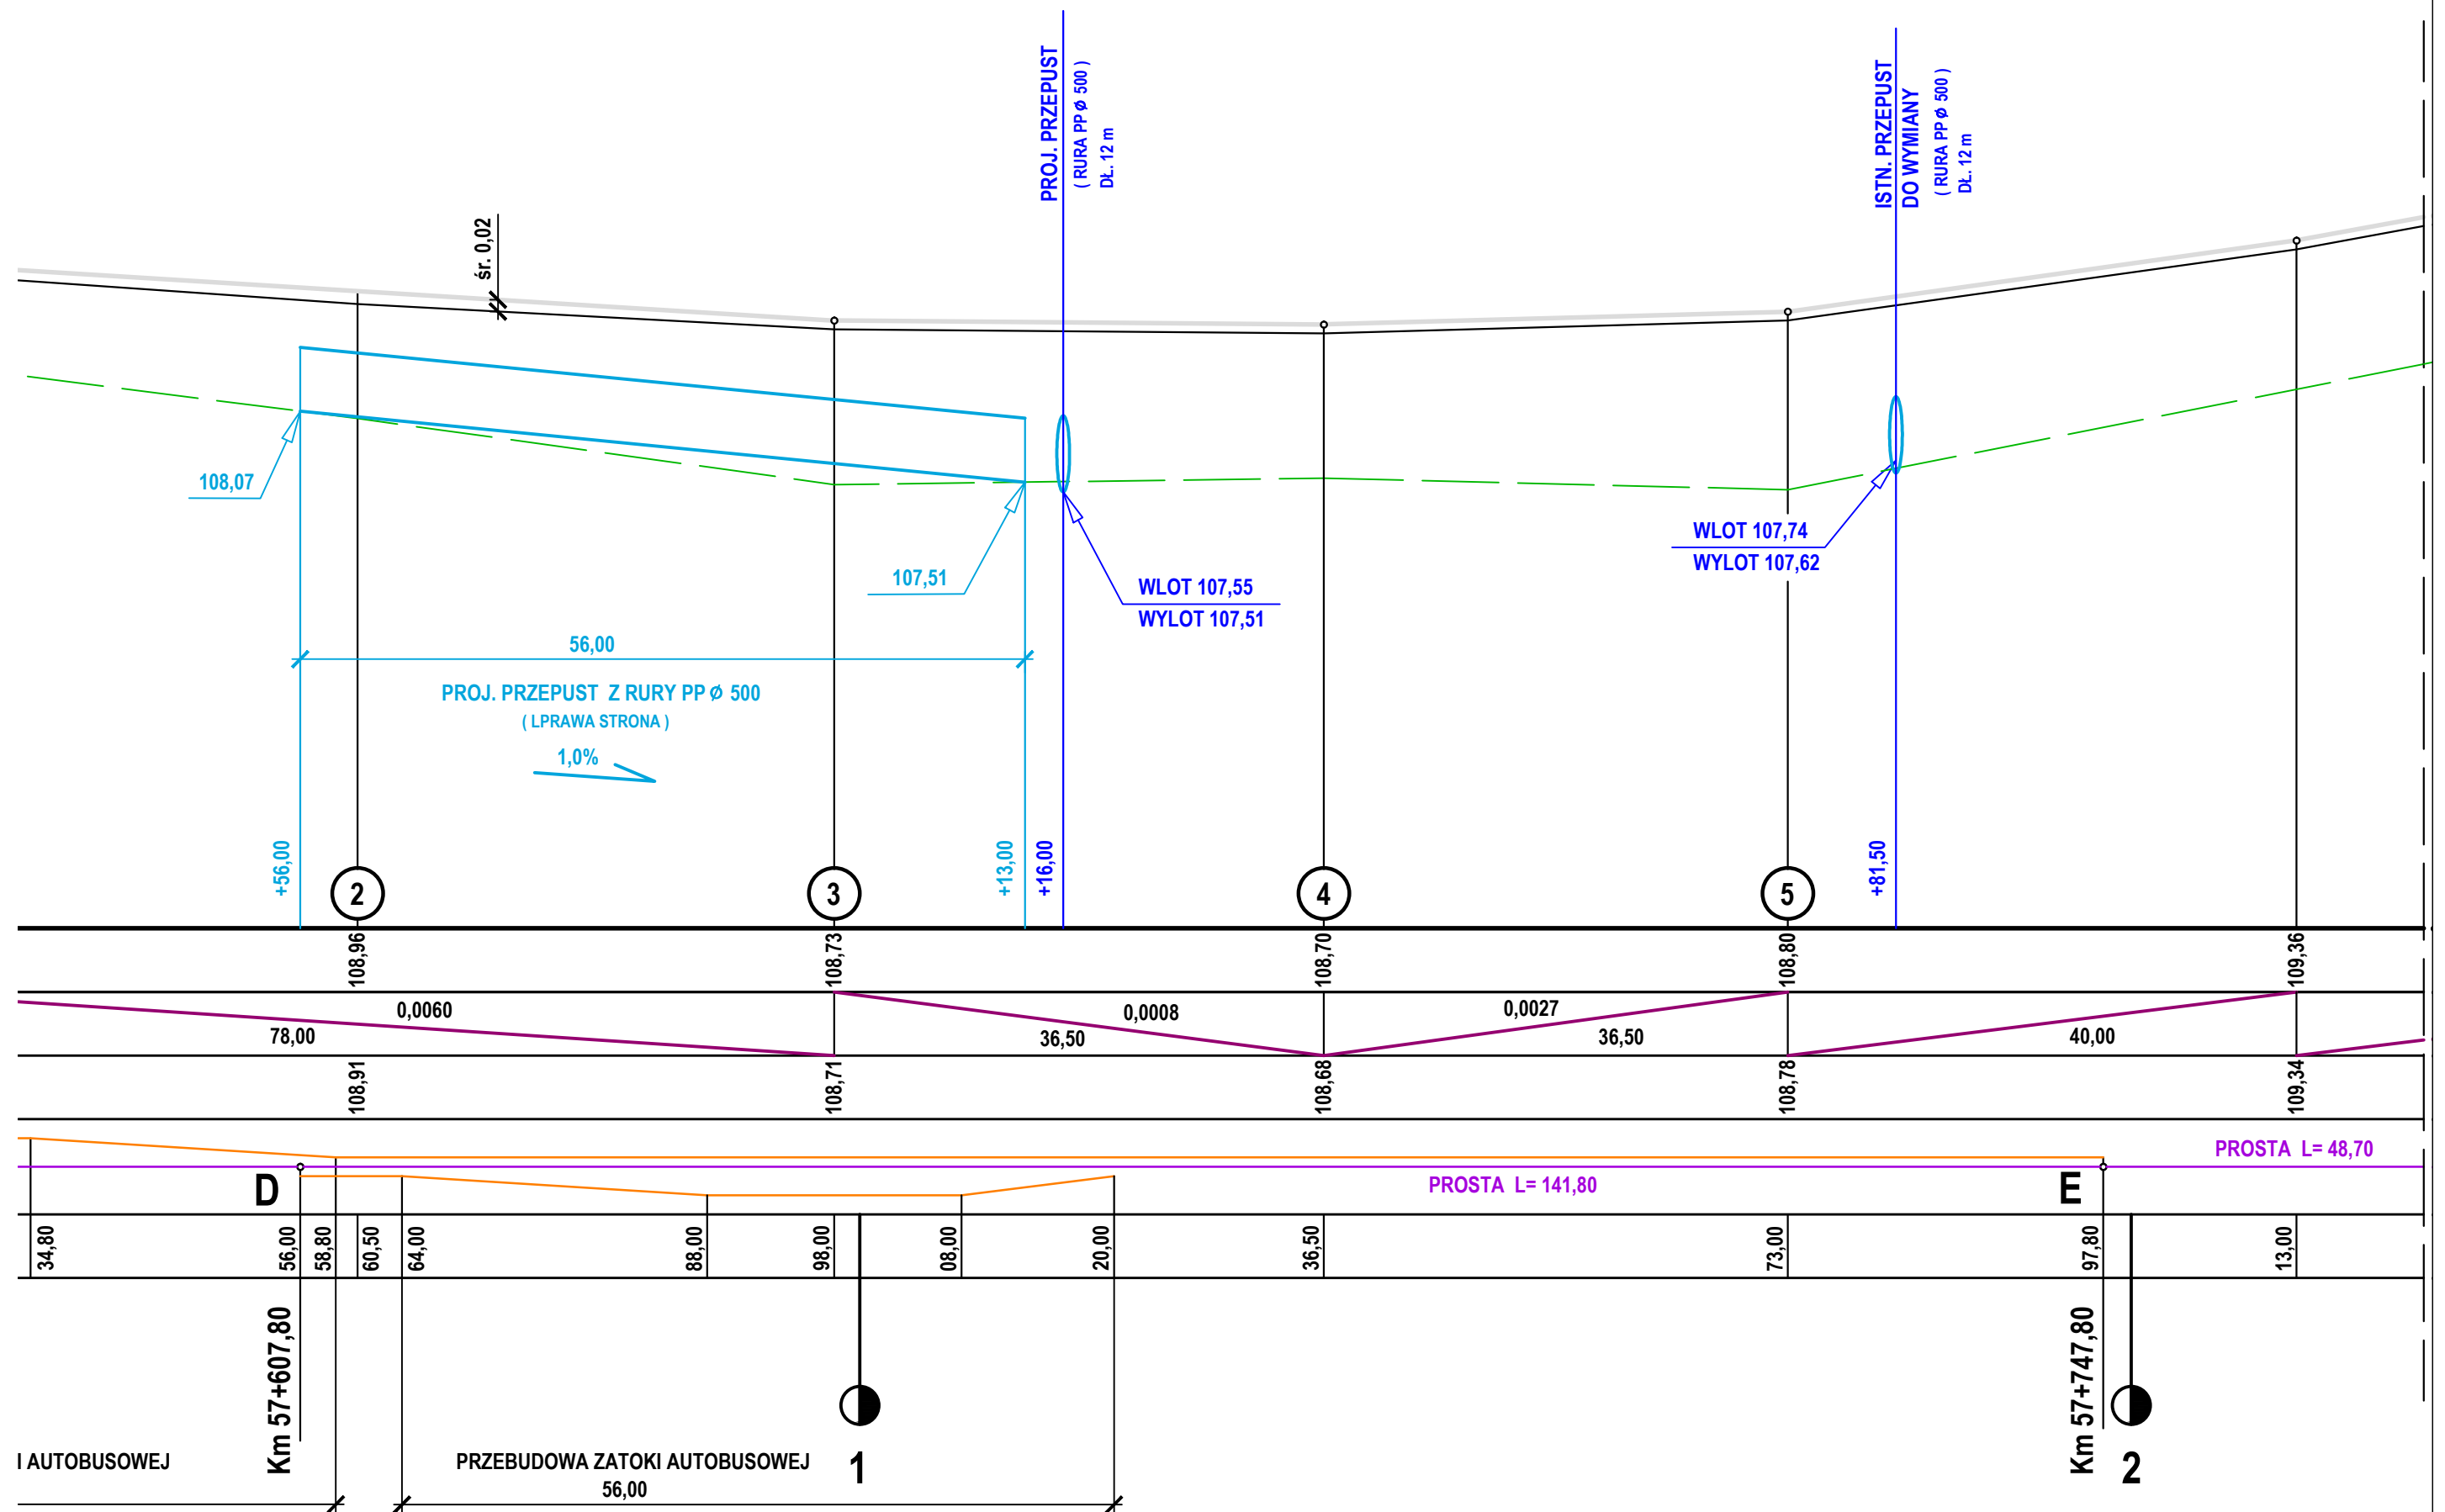 PROJ. PRZEPUST
( RURA PP Ø 500 )
DŁ. 12 m
ISTN. PRZEPUST
DO WYMIANY
( RURA PP Ø 500 )
DŁ. 12 m
śr. 0,02
108,07
107,51
WLOT 107,55
WYLOT 107,51
WLOT 107,74
WYLOT 107,62
56,00
PROJ. PRZEPUST Z RURY PP Ø 500
( LPRAWA STRONA )
1,0%
+56,00
+13,00
+16,00
+81,50
2
3
4
5
108,96
108,73
108,70
108,80
109,36
0,0060
78,00
0,0008
36,50
0,0027
36,50
40,00
108,91
108,71
108,68
108,78
109,34
PROSTA L= 48,70
PROSTA L= 141,80
D
E
34,80
56,00
58,80
60,50
64,00
88,00
98,00
08,00
20,00
36,50
73,00
97,80
13,00
Km 57+607,80
Km 57+747,80
I AUTOBUSOWEJ
PRZEBUDOWA ZATOKI AUTOBUSOWEJ
56,00
1
2